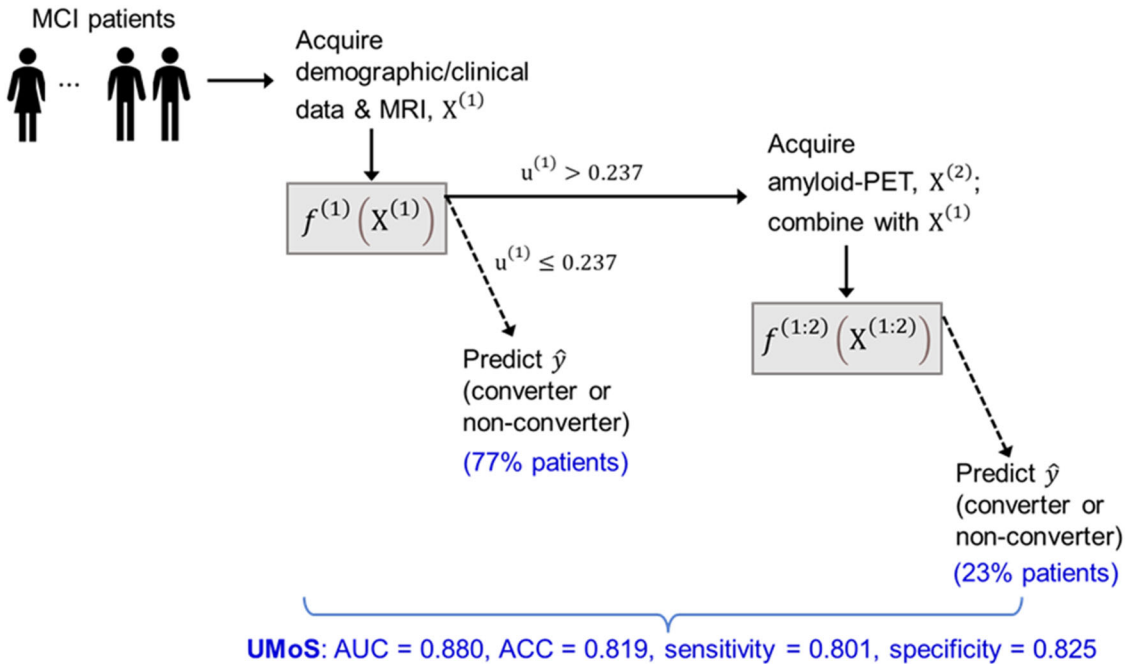 MCI patients
...
Acquire
demographic/clinical
data & MRI, X⁽¹⁾
f⁽¹⁾(X⁽¹⁾)
u⁽¹⁾ > 0.237
u⁽¹⁾ ≤ 0.237
Predict ŷ
(converter or
non-converter)
(77% patients)
Acquire
amyloid-PET, X⁽²⁾;
combine with X⁽¹⁾
f⁽¹:²⁾(X⁽¹:²⁾)
Predict ŷ
(converter or
non-converter)
(23% patients)
UMoS: AUC = 0.880, ACC = 0.819, sensitivity = 0.801, specificity = 0.825